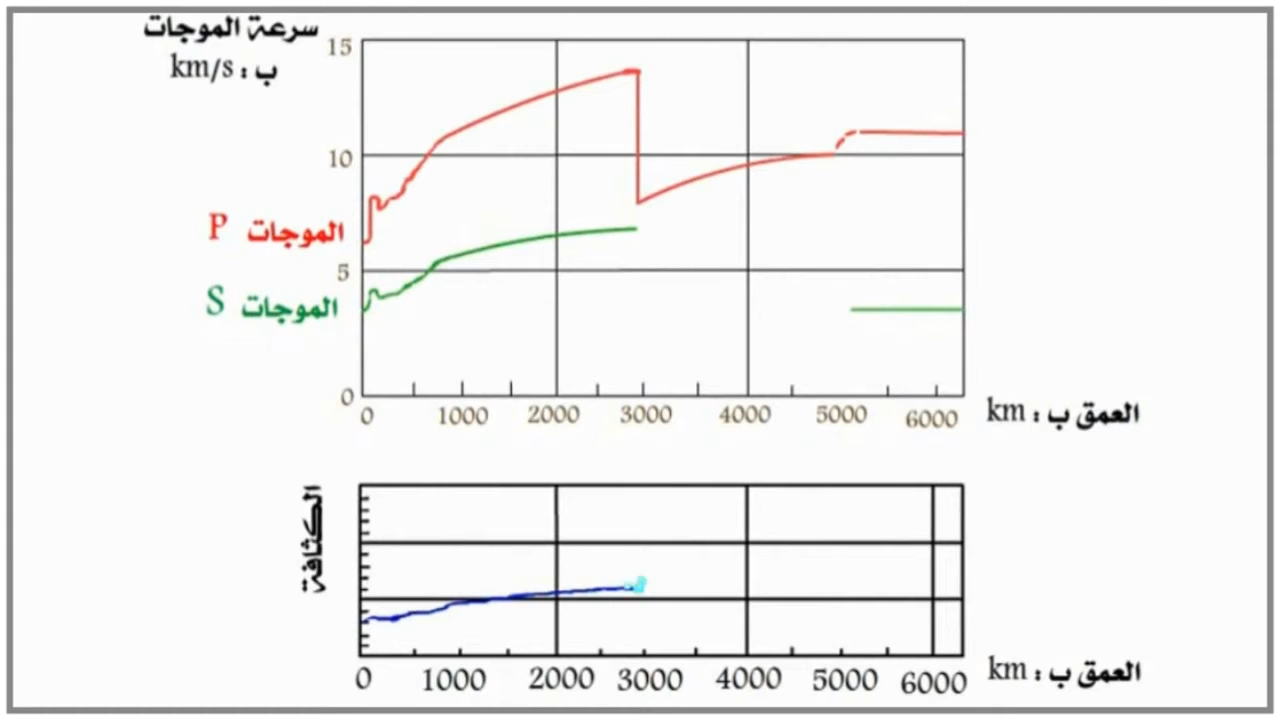 سرعة الموجات
ب : km/s
15
10
الموجات P
5
الموجات S
0
0 1000 2000 3000 4000 5000 6000
العمق ب : km
الكثافة
0 1000 2000 3000 4000 5000 6000
العمق ب : km